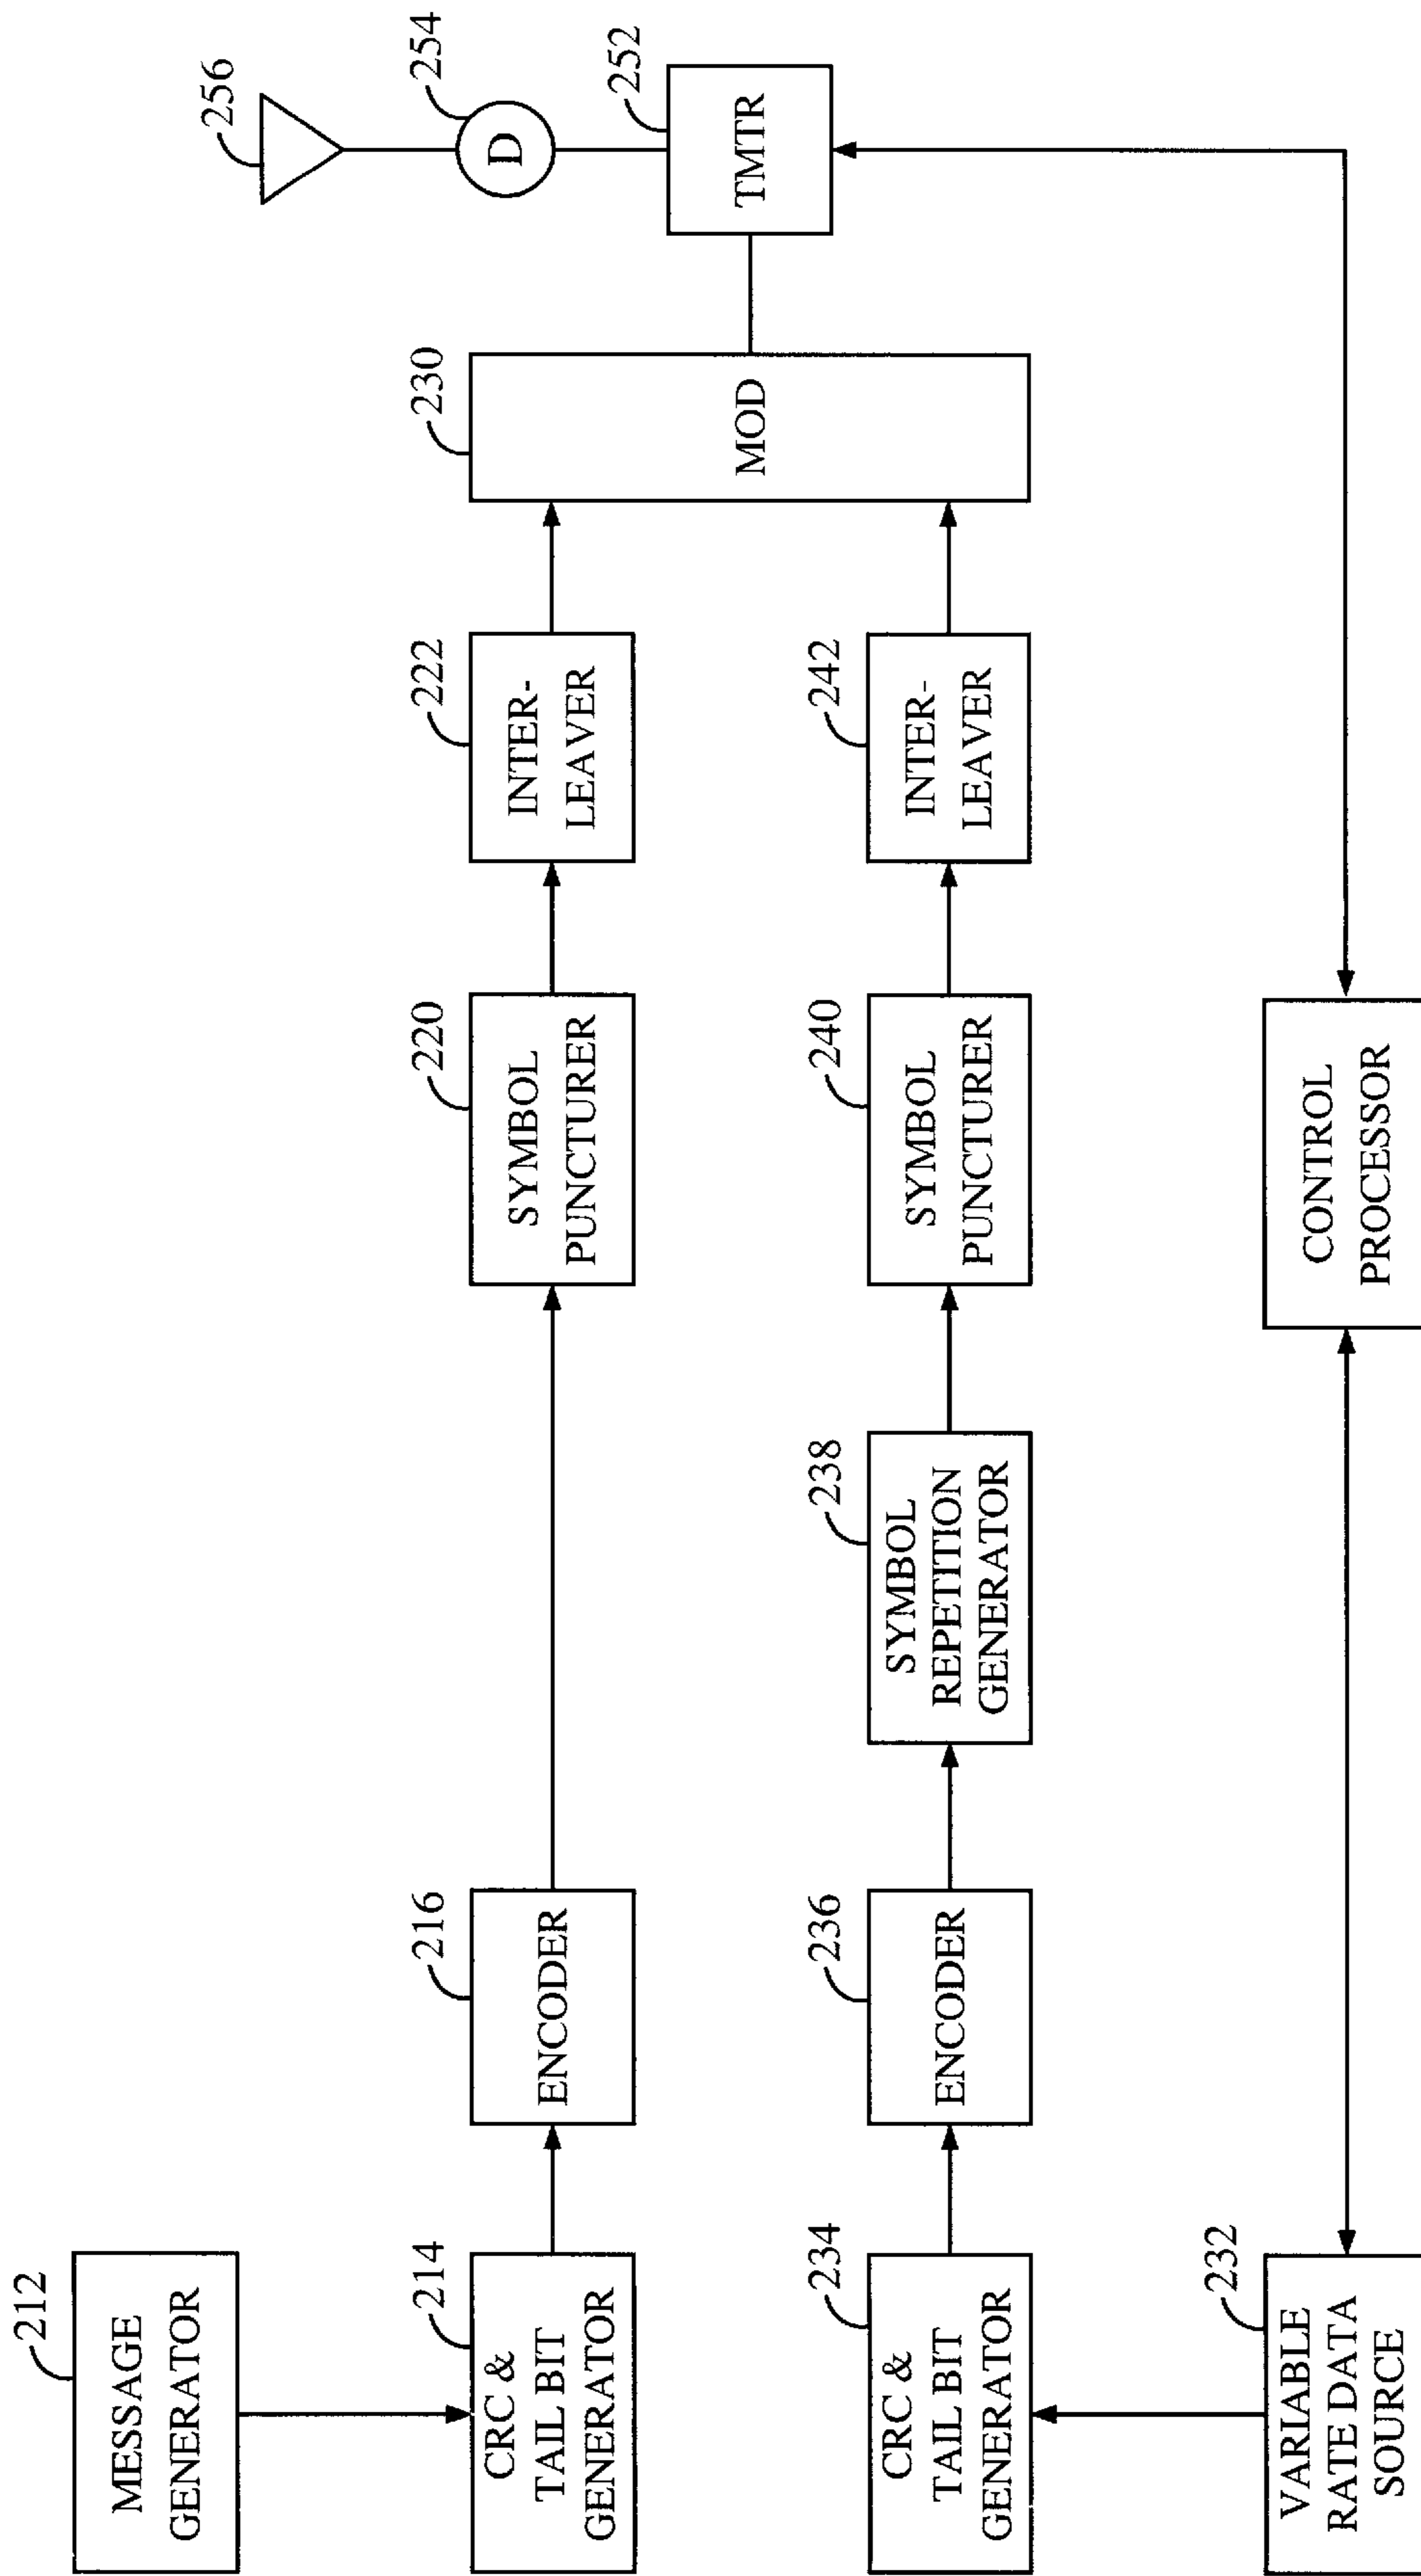 212
MESSAGE
GENERATOR
214
CRC &
TAIL BIT
GENERATOR
216
ENCODER
220
SYMBOL
PUNCTURER
222
INTER-
LEAVER
230
MOD
252
TMTR
254
D
256
234
CRC &
TAIL BIT
GENERATOR
236
ENCODER
238
SYMBOL
REPETITION
GENERATOR
240
SYMBOL
PUNCTURER
242
INTER-
LEAVER
232
VARIABLE
RATE DATA
SOURCE
CONTROL
PROCESSOR